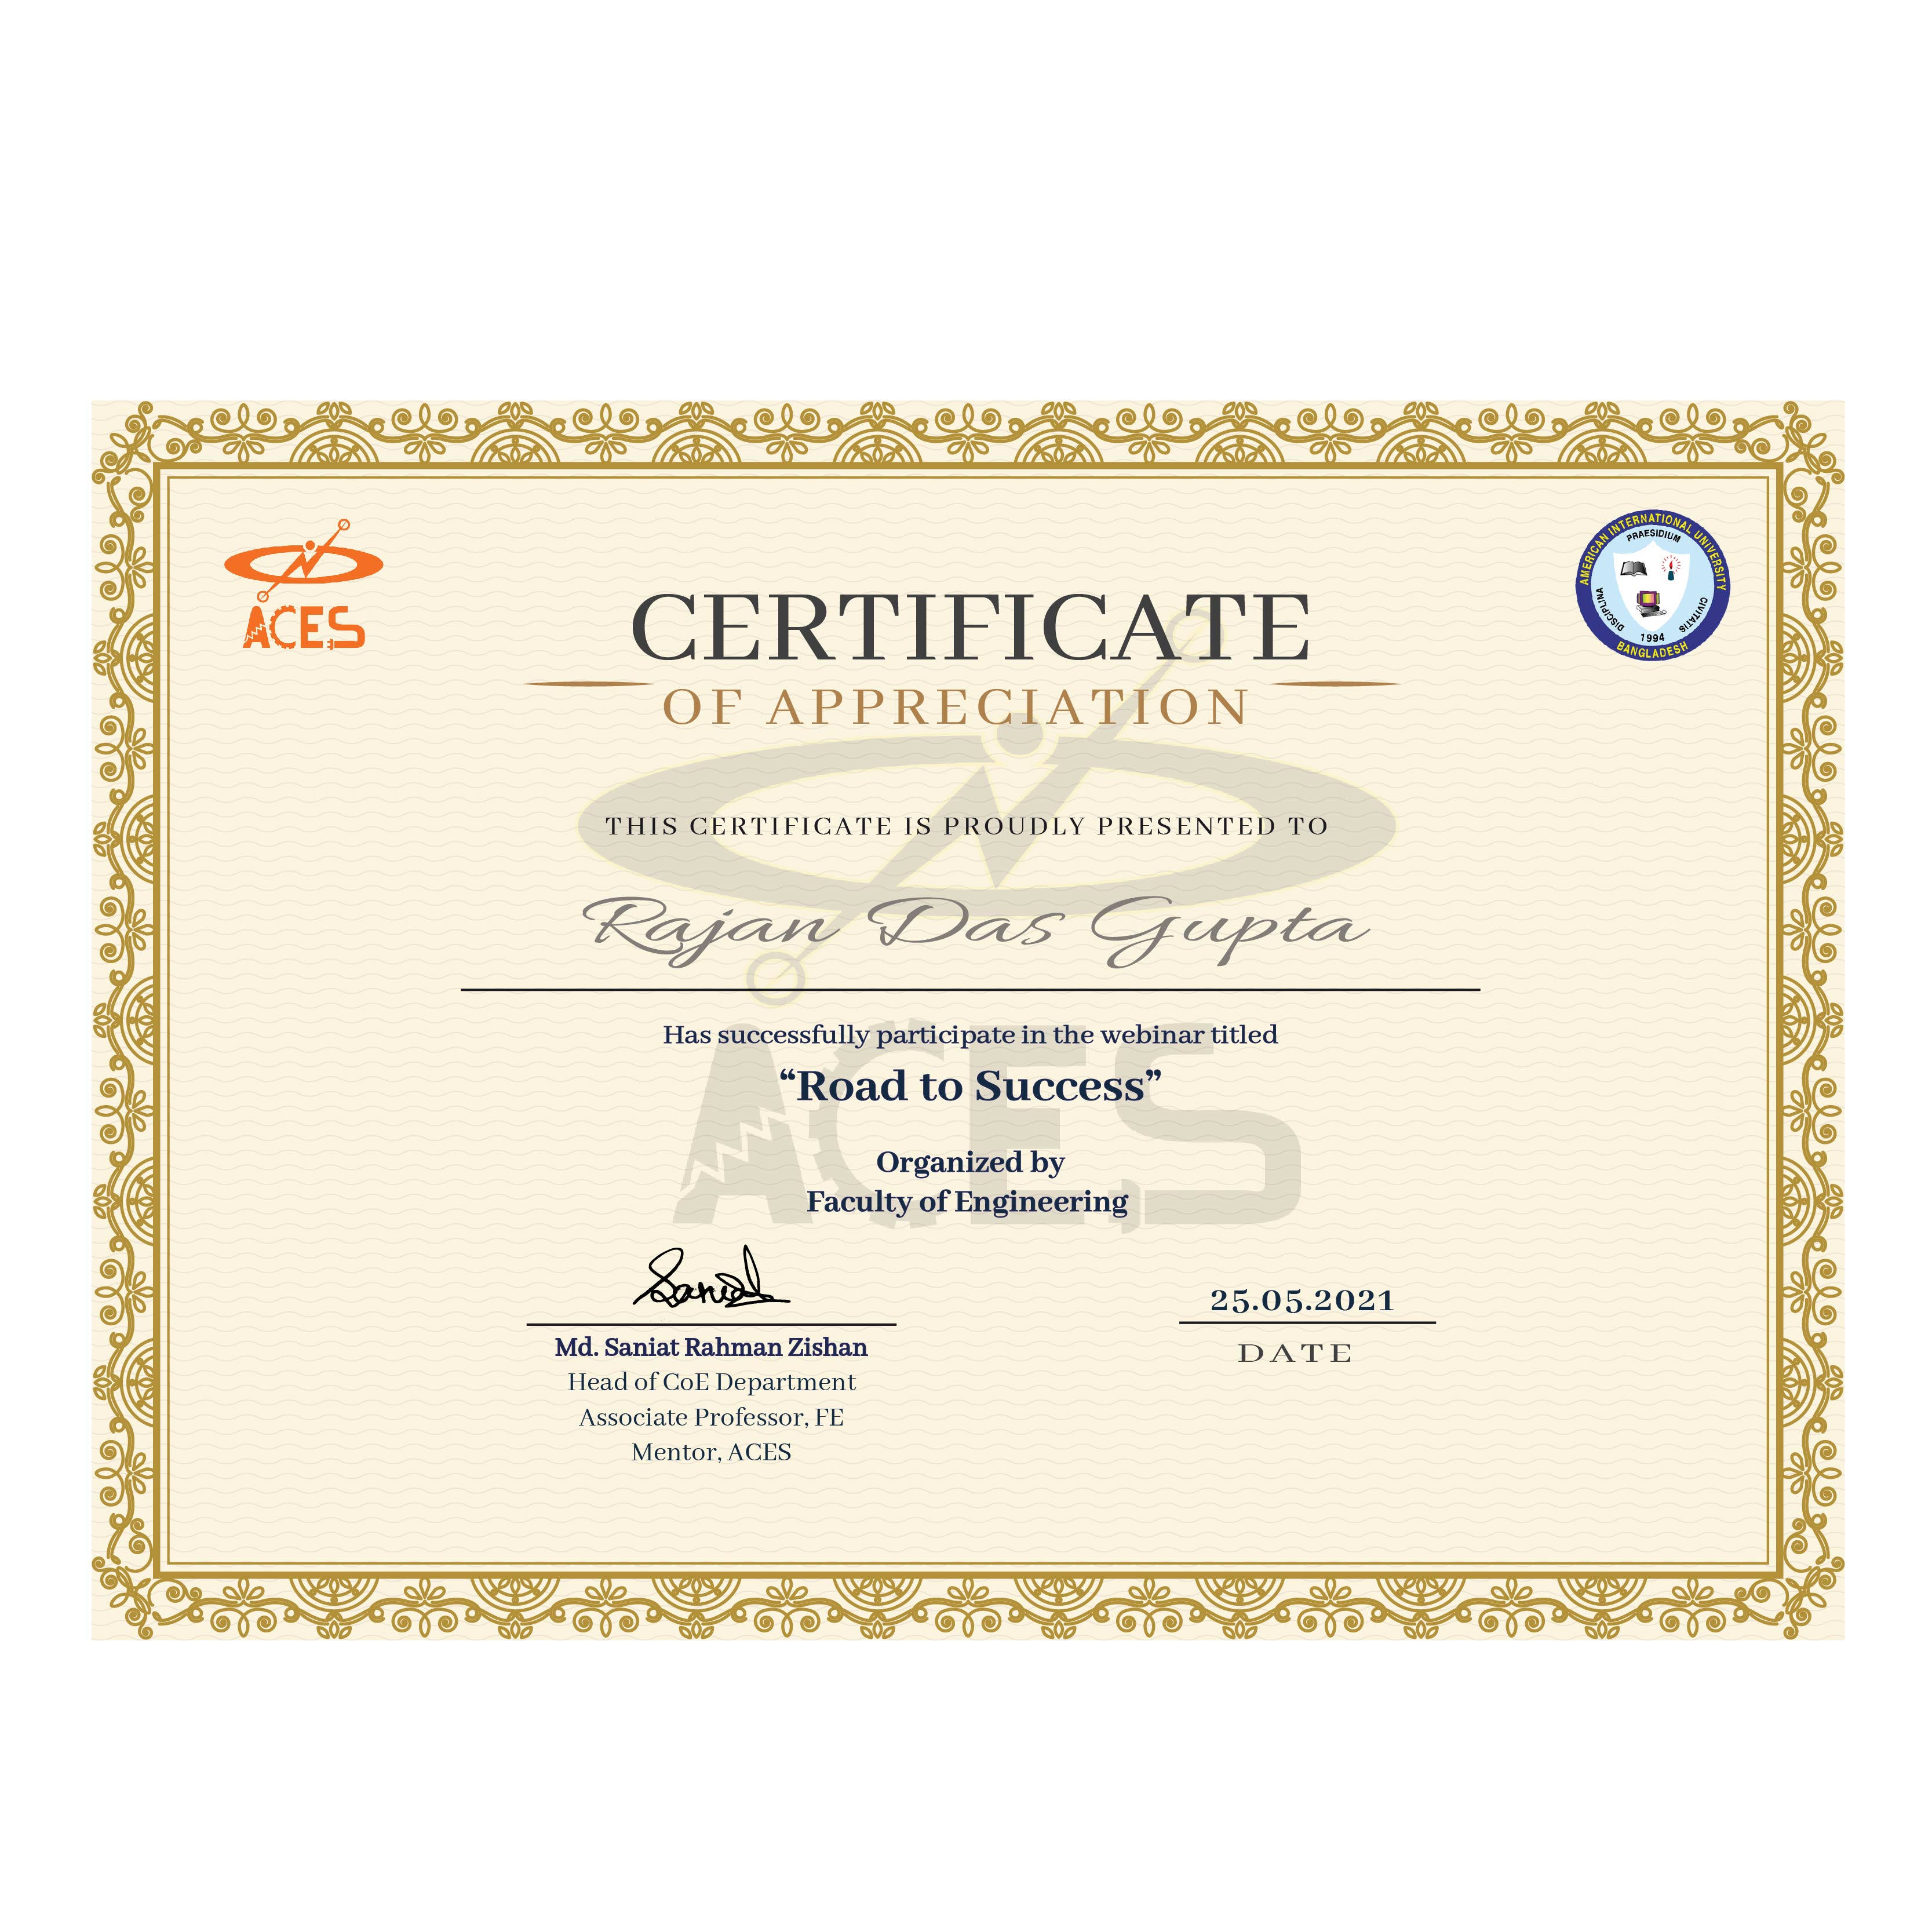 ACES
AMERICAN INTERNATIONAL UNIVERSITY
PRAESIDIUM
DISCIPLINA
CIVITATIS
1994
BANGLADESH
CERTIFICATE
OF APPRECIATION
THIS CERTIFICATE IS PROUDLY PRESENTED TO
Rajan Das Gupta
Has successfully participate in the webinar titled
“Road to Success”
ACES
Organized by
Faculty of Engineering
Saniat
25.05.2021
Md. Saniat Rahman Zishan
DATE
Head of CoE Department
Associate Professor, FE
Mentor, ACES